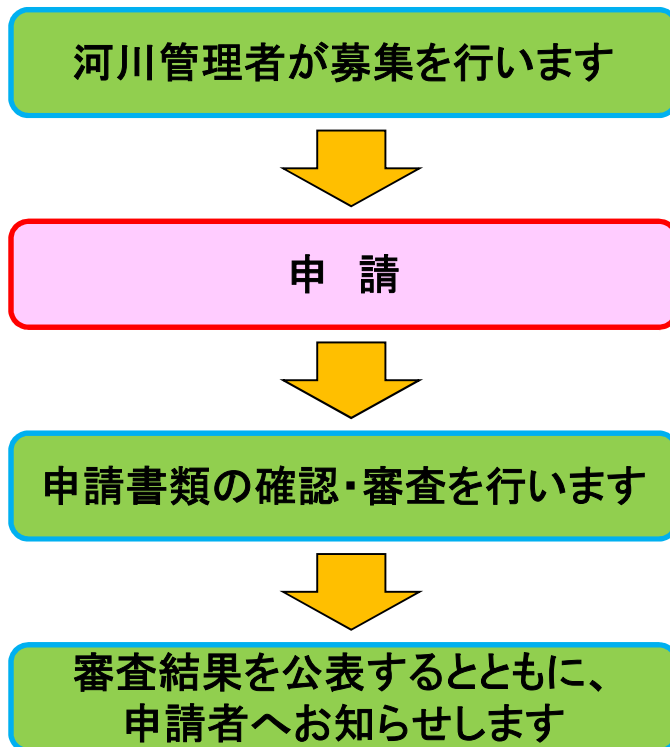 河川管理者が募集を行います
申　請
申請書類の確認・審査を行います
審査結果を公表するとともに、
申請者へお知らせします